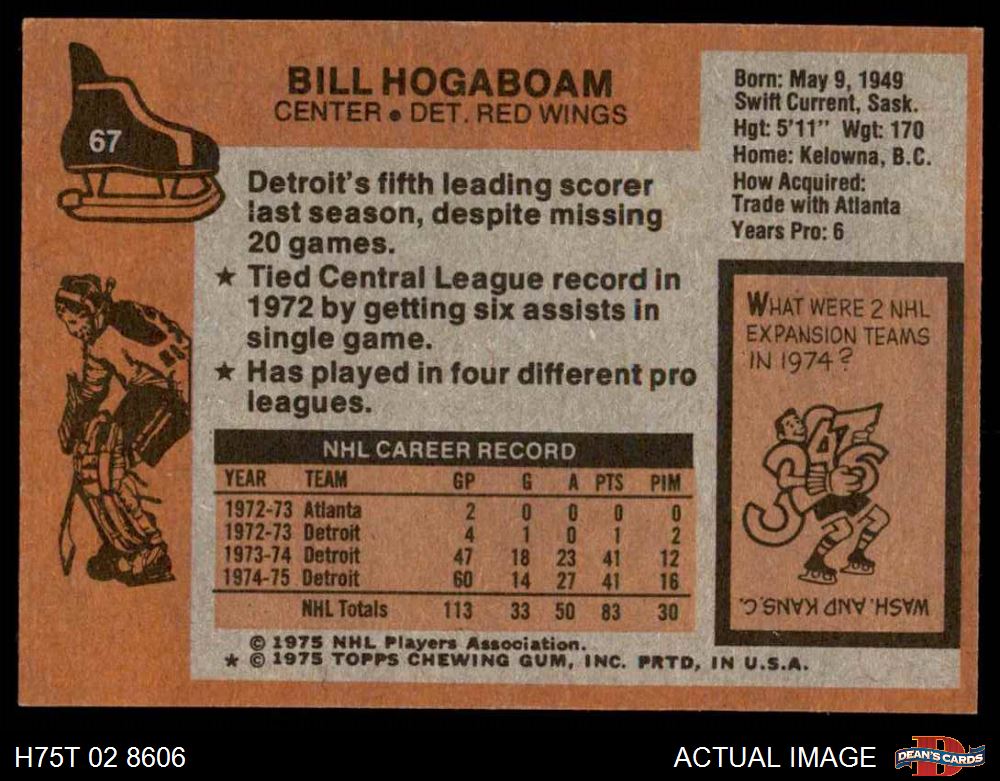 67
BILL HOGABOAM
CENTER • DET. RED WINGS
Detroit's fifth leading scorer
last season, despite missing
20 games.
★ Tied Central League record in
1972 by getting six assists in
single game.
★ Has played in four different pro
leagues.
NHL CAREER RECORD
YEAR TEAM GP G A PTS PIM
1972-73 Atlanta 2 0 0 0 0
1972-73 Detroit 4 1 0 1 2
1973-74 Detroit 47 18 23 41 12
1974-75 Detroit 60 14 27 41 16
NHL Totals 113 33 50 83 30
© 1975 NHL Players Association.
★ © 1975 TOPPS CHEWING GUM, INC. PRTD. IN U.S.A.
Born: May 9, 1949
Swift Current, Sask.
Hgt: 5'11" Wgt: 170
Home: Kelowna, B.C.
How Acquired:
Trade with Atlanta
Years Pro: 6
WHAT WERE 2 NHL
EXPANSION TEAMS
IN 1974?
WASH. AND KANS.C.
H75T 02 8606
ACTUAL IMAGE
D
DEAN'S CARDS